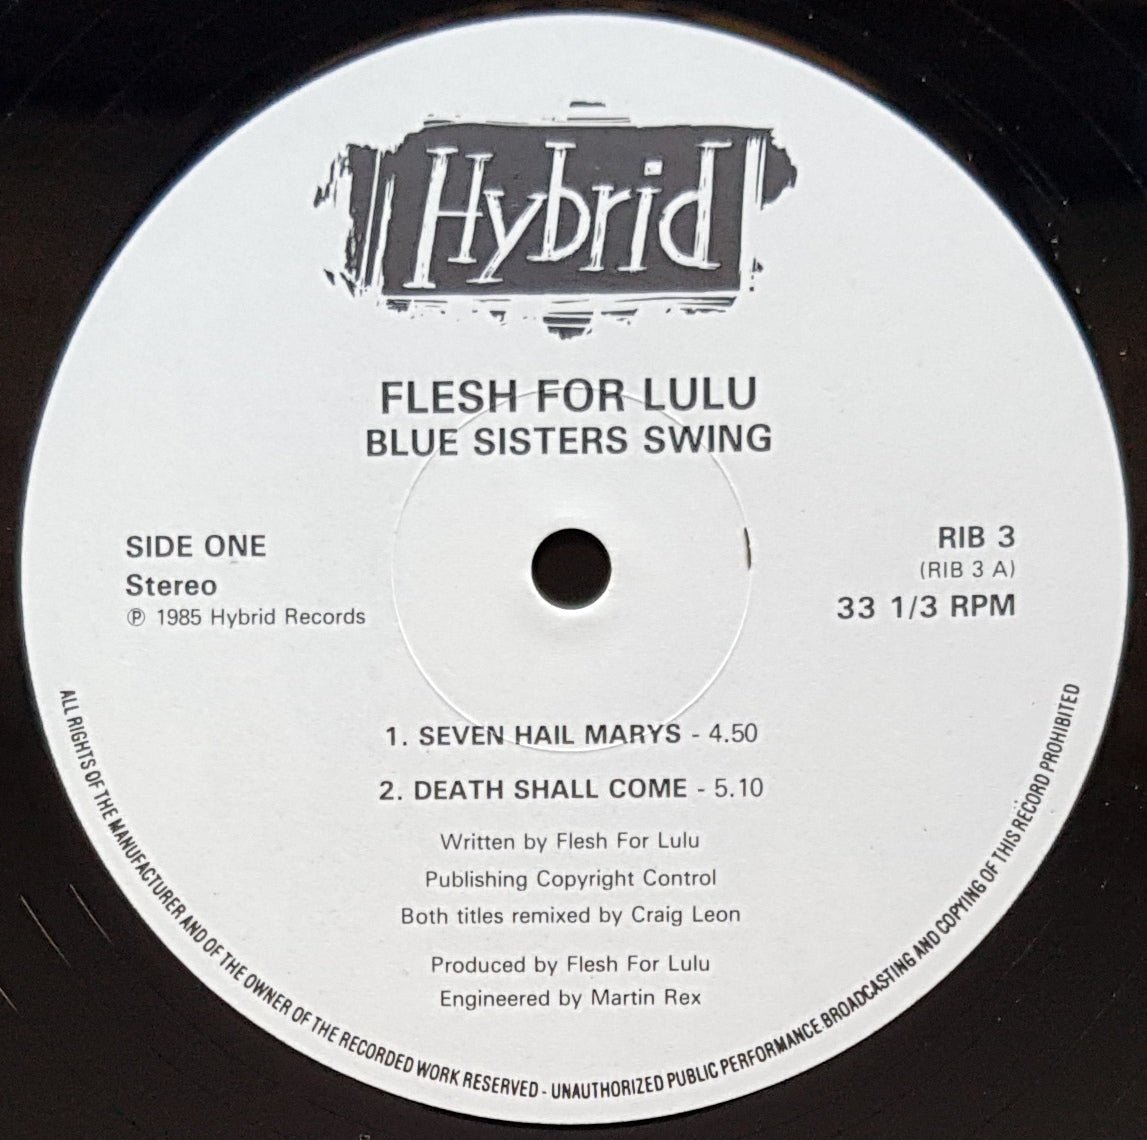 Hybrid
FLESH FOR LULU
BLUE SISTERS SWING
SIDE ONE
Stereo
℗ 1985 Hybrid Records
RIB 3
(RIB 3 A)
33 1/3 RPM
1. SEVEN HAIL MARYS - 4.50
2. DEATH SHALL COME - 5.10
Written by Flesh For Lulu
Publishing Copyright Control
Both titles remixed by Craig Leon
Produced by Flesh For Lulu
Engineered by Martin Rex
ALL RIGHTS OF THE MANUFACTURER AND OF THE OWNER OF THE RECORDED WORK RESERVED - UNAUTHORIZED PUBLIC PERFORMANCE BROADCASTING AND COPYING OF THIS RECORD PROHIBITED